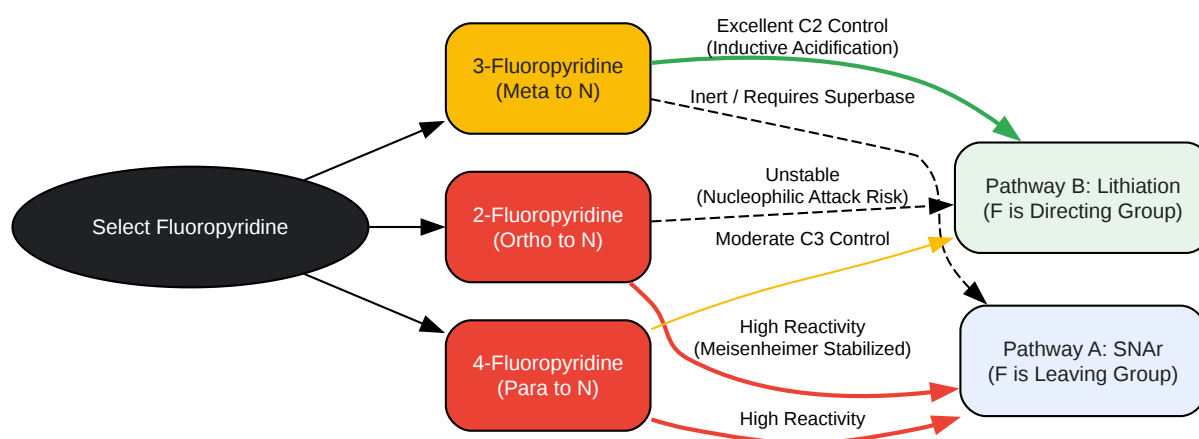 Excellent C2 Control
(Inductive Acidification)
3-Fluoropyridine
(Meta to N)
Inert / Requires Superbase
Unstable
(Nucleophilic Attack Risk)
Pathway B: Lithiation
(F is Directing Group)
Select Fluoropyridine
2-Fluoropyridine
(Ortho to N)
Moderate C3 Control
High Reactivity
(Meisenheimer Stabilized)
4-Fluoropyridine
(Para to N)
Pathway A: SNAr
(F is Leaving Group)
High Reactivity